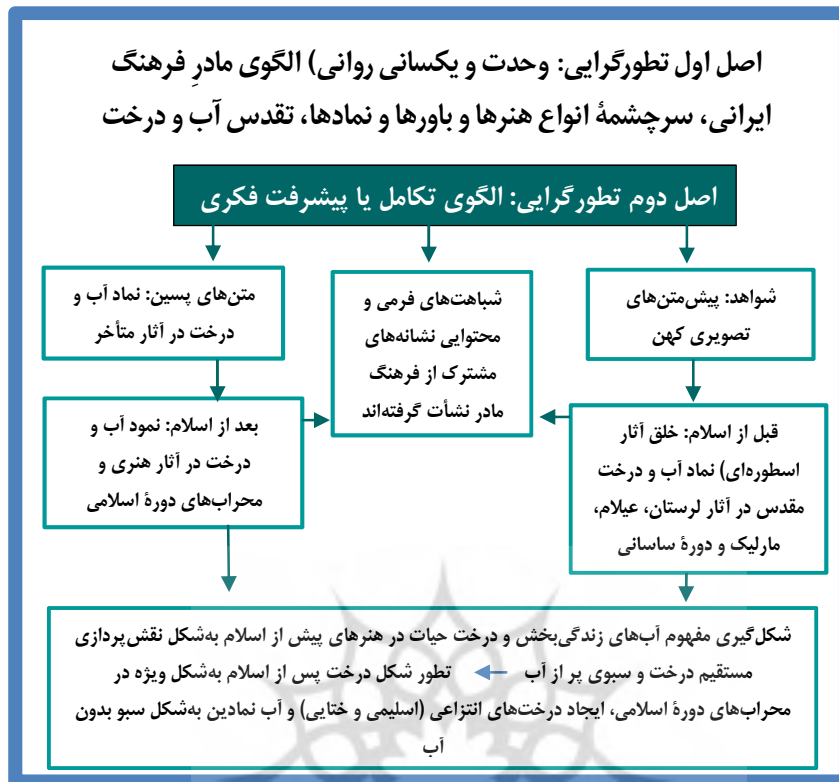 اصل اول تطورگرایی: وحدت و یکسانی روانی) الگوی مادرِ فرهنگ
ایرانی، سرچشمهٔ انواع هنرها و باورها و نمادها، تقدس آب و درخت
اصل دوم تطورگرایی: الگوی تکامل یا پیشرفت فکری
شواهد: پیش‌متن‌های
تصویری کهن
شباهت‌های فرمی و
محتوایی نشانه‌های
مشترک از فرهنگ
مادر نشأت گرفته‌اند
متن‌های پسین: نماد آب و
درخت در آثار متأخر
قبل از اسلام: خلق آثار
اسطوره‌ای) نماد آب و درخت
مقدس در آثار لرستان، عیلام،
مارلیک و دورهٔ ساسانی
بعد از اسلام: نمود آب و
درخت در آثار هنری و
محراب‌های دورهٔ اسلامی
شکل‌گیری مفهوم آب‌های زندگی‌بخش و درخت حیات در هنرهای پیش از اسلام به‌شکل نقش‌پردازی
مستقیم درخت و سبوی پر از آب ← تطور شکل درخت پس از اسلام به‌شکل ویژه در
محراب‌های دورهٔ اسلامی، ایجاد درخت‌های انتزاعی (اسلیمی و ختایی) و آب نمادین به‌شکل سبو بدون
آب